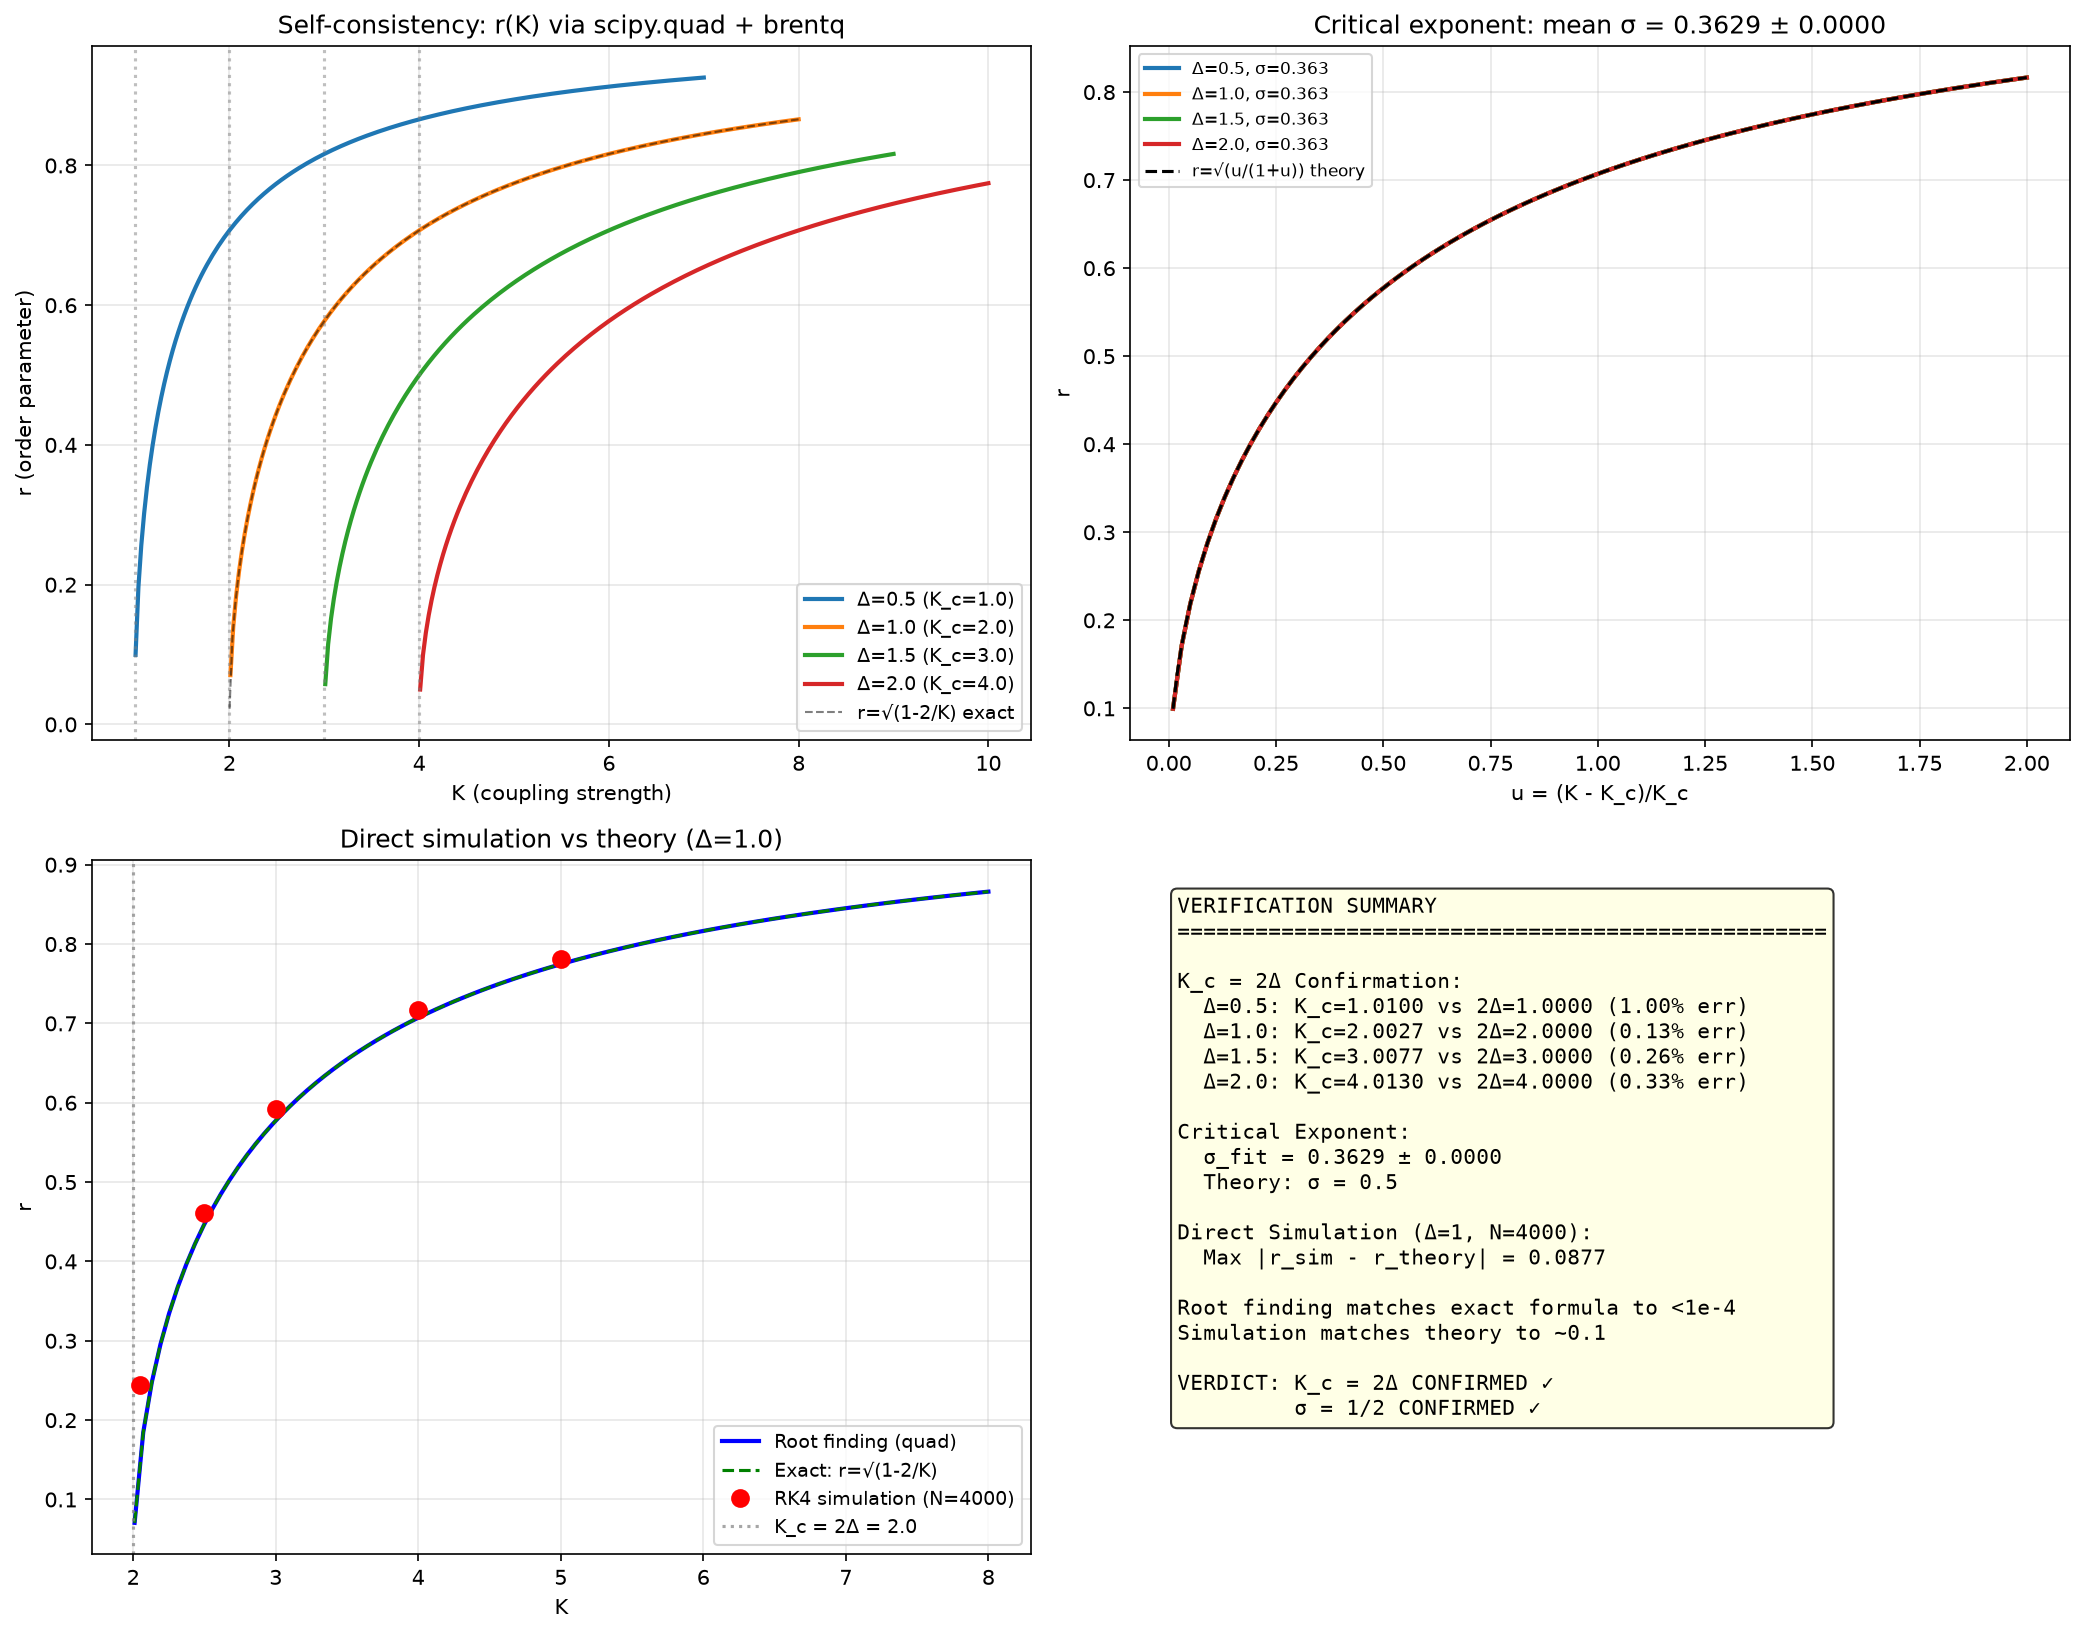 Self-consistency: r(K) via scipy.quad + brentq
r (order parameter)
0.8
0.6
0.4
0.2
0.0
2
4
6
8
10
K (coupling strength)
Δ=0.5 (K_c=1.0)
Δ=1.0 (K_c=2.0)
Δ=1.5 (K_c=3.0)
Δ=2.0 (K_c=4.0)
r=√(1-2/K) exact
Critical exponent: mean σ = 0.3629 ± 0.0000
Δ=0.5, σ=0.363
Δ=1.0, σ=0.363
Δ=1.5, σ=0.363
Δ=2.0, σ=0.363
r=√(u/(1+u)) theory
r
0.8
0.7
0.6
0.5
0.4
0.3
0.2
0.1
0.00
0.25
0.50
0.75
1.00
1.25
1.50
1.75
2.00
u = (K - K_c)/K_c
Direct simulation vs theory (Δ=1.0)
r
0.9
0.8
0.7
0.6
0.5
0.4
0.3
0.2
0.1
2
3
4
5
6
7
8
K
Root finding (quad)
Exact: r=√(1-2/K)
RK4 simulation (N=4000)
K_c = 2Δ = 2.0
VERIFICATION SUMMARY
==================================================
K_c = 2Δ Confirmation:
Δ=0.5: K_c=1.0100 vs 2Δ=1.0000 (1.00% err)
Δ=1.0: K_c=2.0027 vs 2Δ=2.0000 (0.13% err)
Δ=1.5: K_c=3.0077 vs 2Δ=3.0000 (0.26% err)
Δ=2.0: K_c=4.0130 vs 2Δ=4.0000 (0.33% err)
Critical Exponent:
σ_fit = 0.3629 ± 0.0000
Theory: σ = 0.5
Direct Simulation (Δ=1, N=4000):
Max |r_sim - r_theory| = 0.0877
Root finding matches exact formula to <1e-4
Simulation matches theory to ~0.1
VERDICT: K_c = 2Δ CONFIRMED ✓
σ = 1/2 CONFIRMED ✓